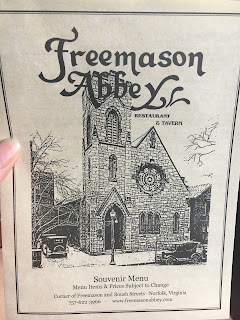 Freemason
Abbey
RESTAURANT
& TAVERN
Souvenir Menu
Menu Items & Prices Subject to Change
Corner of Freemason and Boush Streets · Norfolk, Virginia
757-622-3966 www.freemasonabbey.com